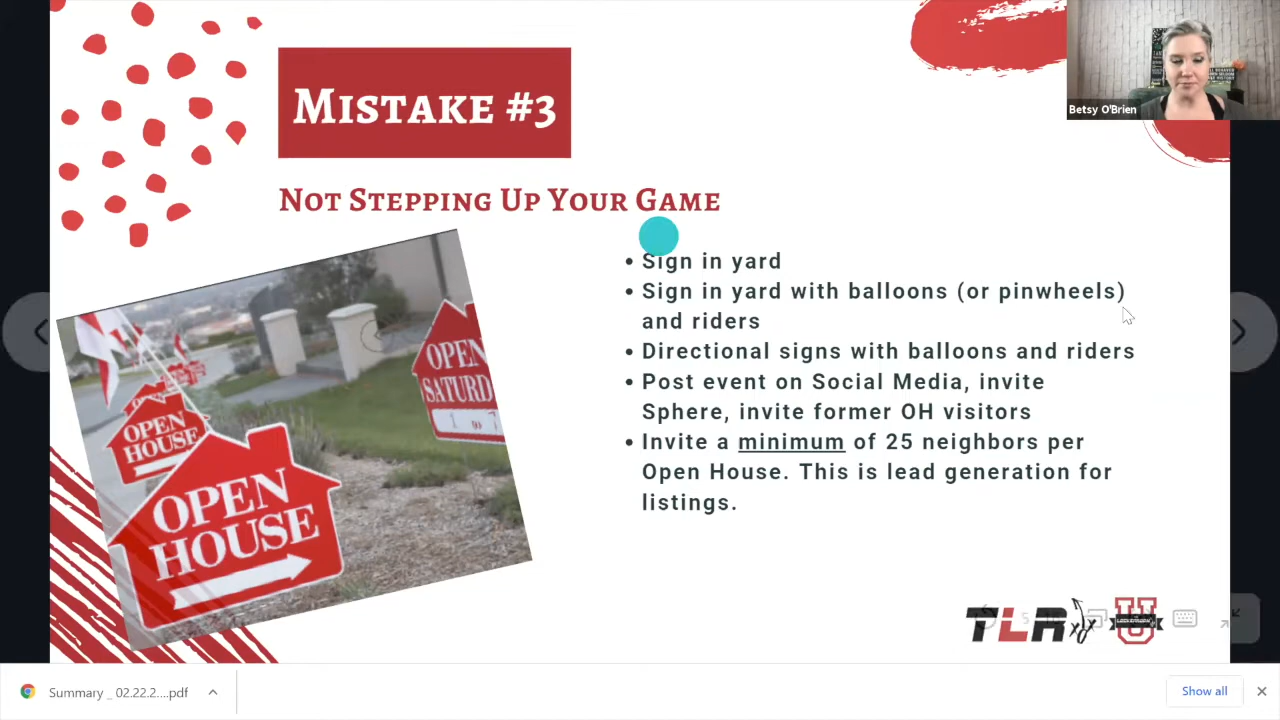 MISTAKE #3
Betsy O'Brien
NOT STEPPING UP YOUR GAME
• Sign in yard
• Sign in yard with balloons (or pinwheels)
and riders
• Directional signs with balloons and riders
• Post event on Social Media, invite
Sphere, invite former OH visitors
• Invite a minimum of 25 neighbors per
Open House. This is lead generation for
listings.
OPEN
SATURD
OPEN
HOUSE
OPEN
HOUSE
TLR
U
Summary _ 02.22.2....pdf
Show all